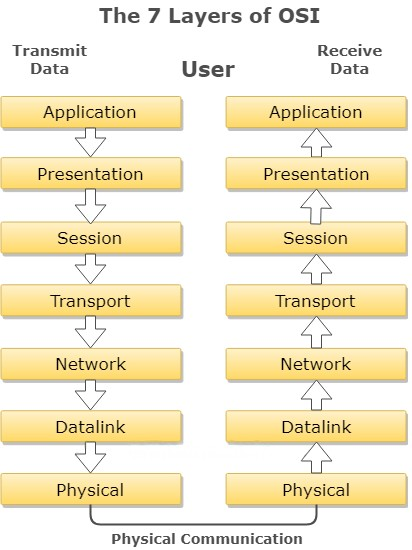 The 7 Layers of OSI
Transmit
Data
User
Receive
Data
Application
Application
Presentation
Presentation
Session
Session
Transport
Transport
Network
Network
Datalink
Datalink
Physical
Physical
Physical Communication